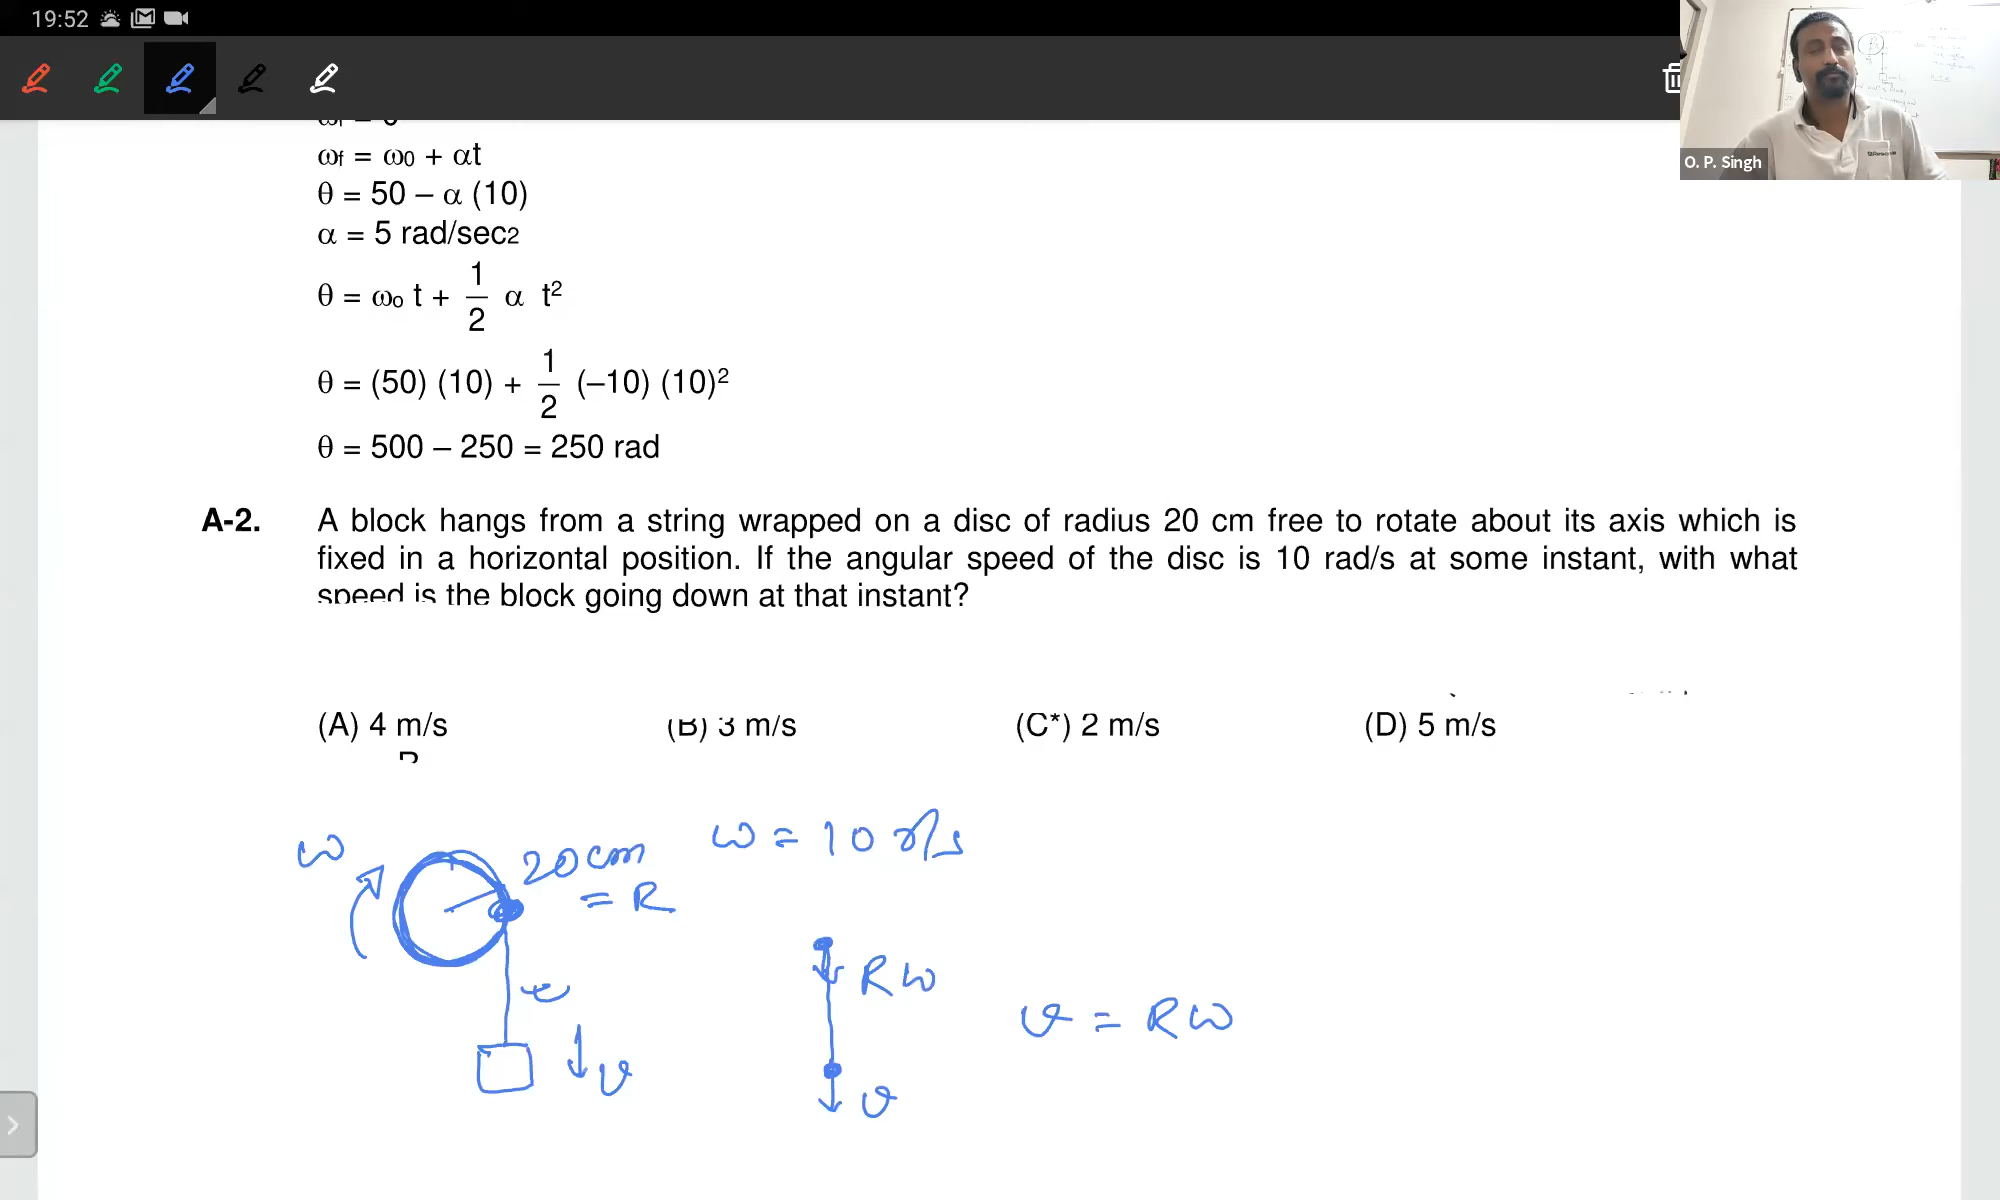 19:52
O. P. Singh
ωf = ω0 + αt
θ = 50 – α (10)
α = 5 rad/sec2
θ = ωo t + 1/2 α t²
θ = (50) (10) + 1/2 (–10) (10)²
θ = 500 – 250 = 250 rad
A-2. A block hangs from a string wrapped on a disc of radius 20 cm free to rotate about its axis which is
fixed in a horizontal position. If the angular speed of the disc is 10 rad/s at some instant, with what
speed is the block going down at that instant?
(A) 4 m/s (B) 3 m/s (C*) 2 m/s (D) 5 m/s
ω
20 cm
= R
ω = 10 r/s
v
Rω
v
v = Rω